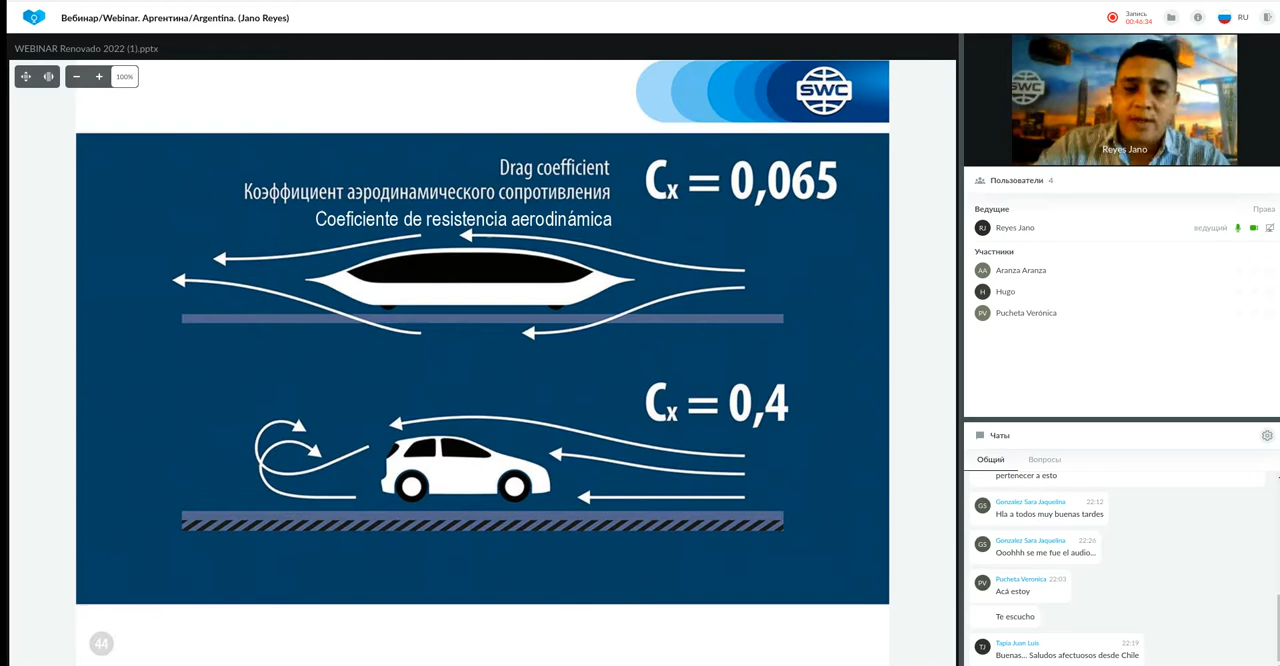 Вебинар/Webinar. Аргентина/Argentina. (Jano Reyes)
Запись
00:46:34
RU
WEBINAR Renovado 2022 (1).pptx
100%
SWC
Drag coefficient
Коэффициент аэродинамического сопротивления
Coeficiente de resistencia aerodinámica
Cx = 0,065
Cx = 0,4
44
SWC
Reyes Jano
Пользователи 4
Ведущие Права
RJ Reyes Jano ведущий
Участники
AA Aranza Aranza
H Hugo
PV Pucheta Verónica
Чаты
Общий Вопросы
pertenecer a esto
GS Gonzalez Sara Jaquelina 22:12
Hla a todos muy buenas tardes
GS Gonzalez Sara Jaquelina 22:26
Ooohhh se me fue el audio...
PV Pucheta Veronica 22:03
Acá estoy
Te escucho
TJ Tapia Juan Luis 22:19
Buenas... Saludos afectuosos desde Chile